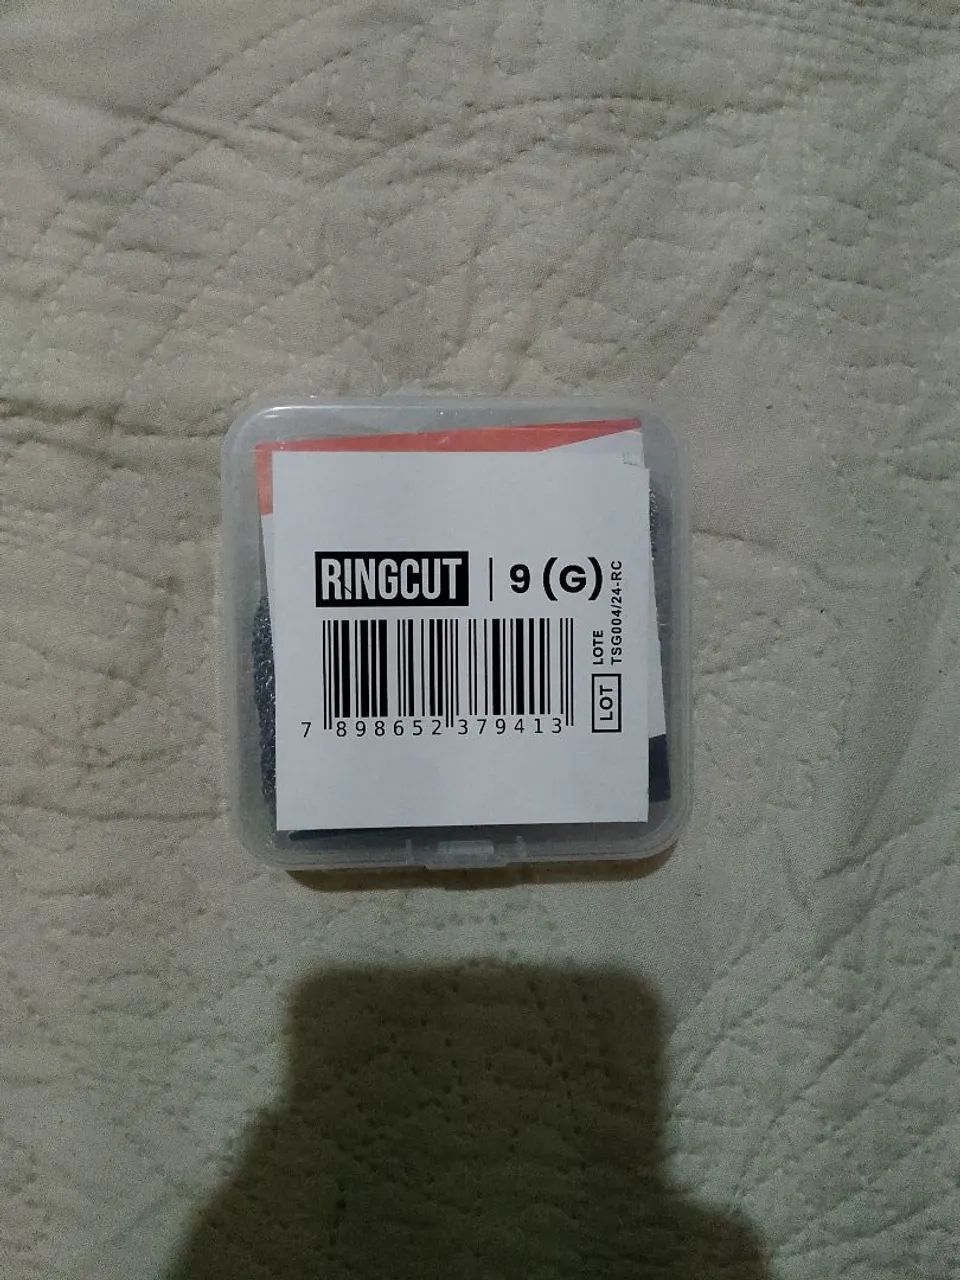 RINGCUT | 9 (G)
7 898652 379413
LOT
LOTE
TSG004/24-RC